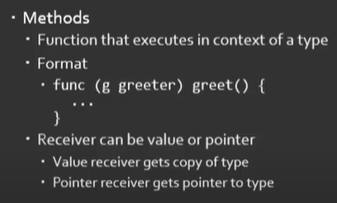 • Methods
• Function that executes in context of a type
• Format
• func (g greeter) greet() {
...
}
• Receiver can be value or pointer
• Value receiver gets copy of type
• Pointer receiver gets pointer to type